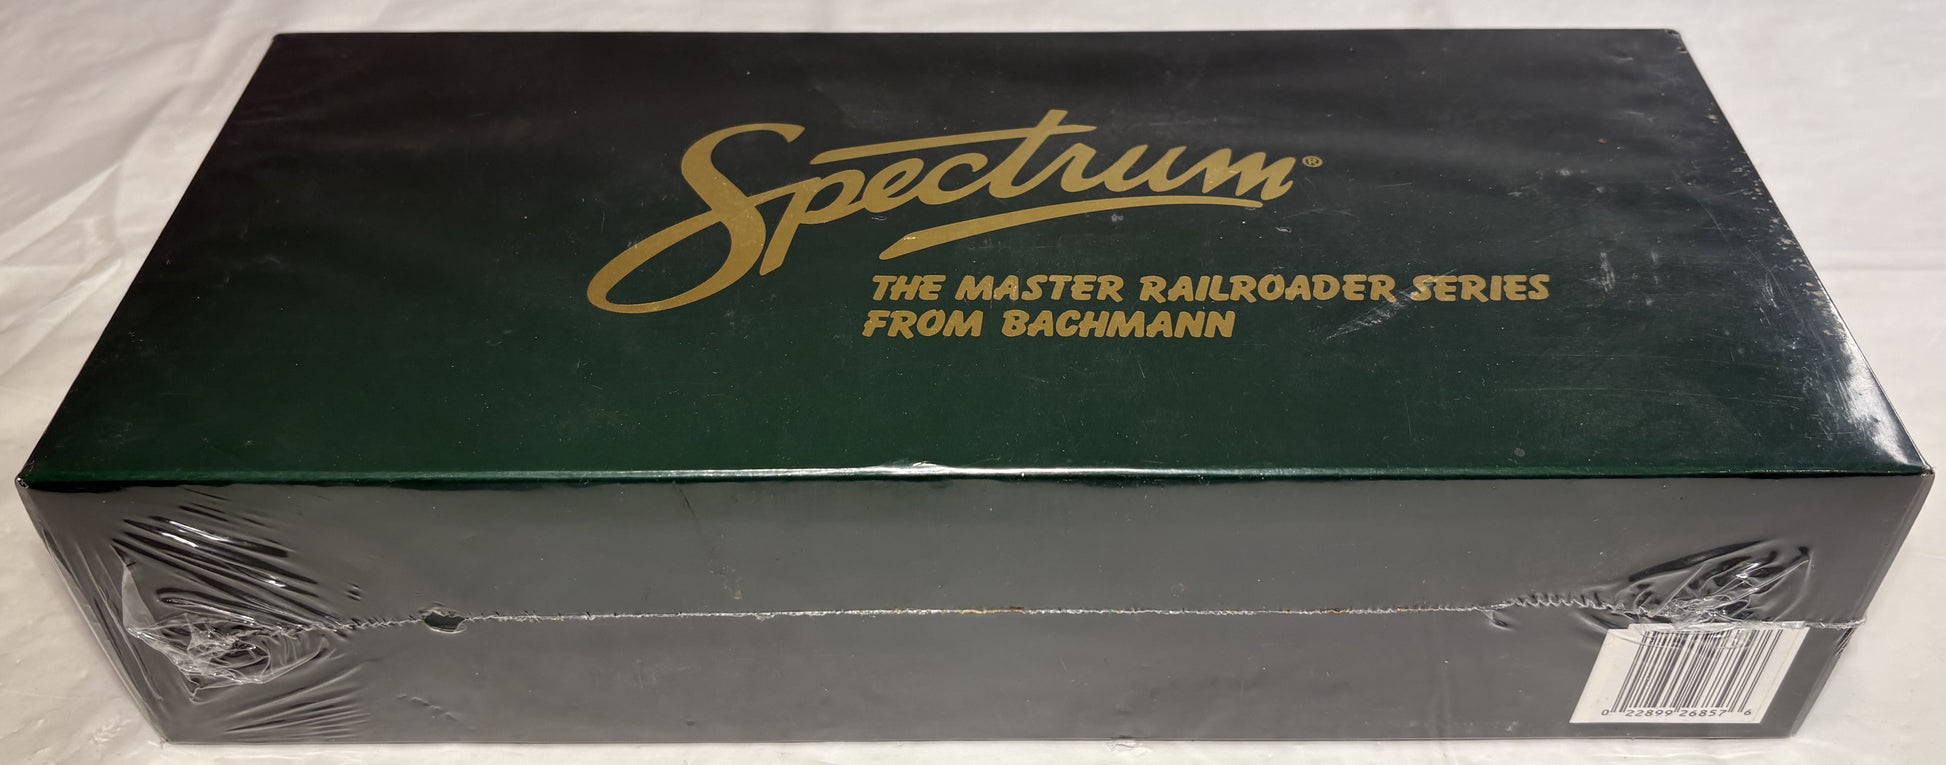 Spectrum®
THE MASTER RAILROADER SERIES
FROM BACHMANN
0 22899 26857 6